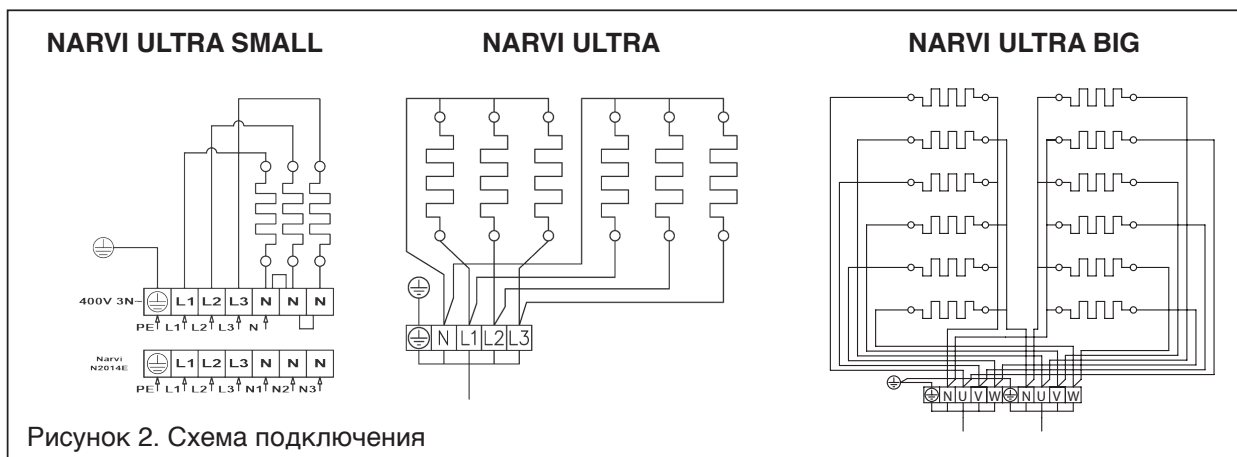 NARVI ULTRA SMALL
400V 3N~
L1 L2 L3 N N N
PE L1 L2 L3 N
Narvi
N2014E
L1 L2 L3 N N N
PE L1 L2 L3 N1 N2 N3
NARVI ULTRA
N L1 L2 L3
NARVI ULTRA BIG
N U V W N U V W
Рисунок 2. Схема подключения